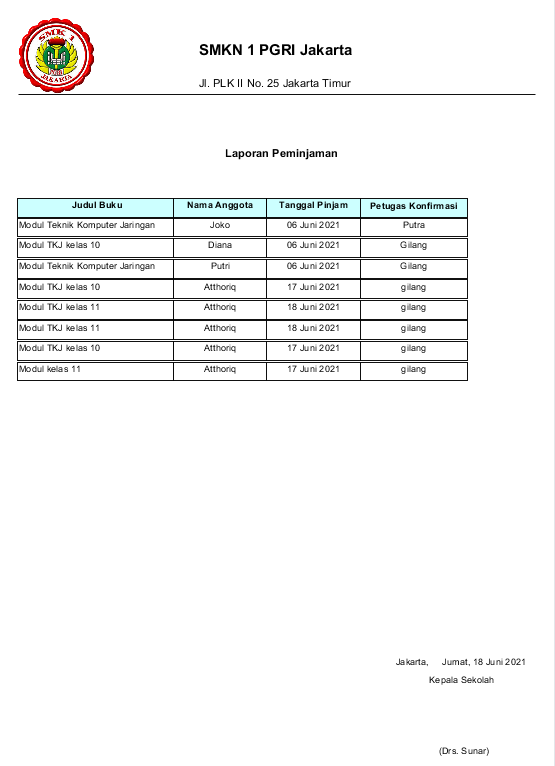 SMK 1
JAKARTA
SMKN 1 PGRI Jakarta
Jl. PLK II No. 25 Jakarta Timur
Laporan Peminjaman
Judul Buku Nama Anggota Tanggal Pinjam Petugas Konfirmasi
Modul Teknik Komputer Jaringan Joko 06 Juni 2021 Putra
Modul TKJ kelas 10 Diana 06 Juni 2021 Gilang
Modul Teknik Komputer Jaringan Putri 06 Juni 2021 Gilang
Modul TKJ kelas 10 Atthoriq 17 Juni 2021 gilang
Modul TKJ kelas 11 Atthoriq 18 Juni 2021 gilang
Modul TKJ kelas 11 Atthoriq 18 Juni 2021 gilang
Modul TKJ kelas 10 Atthoriq 17 Juni 2021 gilang
Modul kelas 11 Atthoriq 17 Juni 2021 gilang
Jakarta, Jumat, 18 Juni 2021
Kepala Sekolah
(Drs. Sunar)